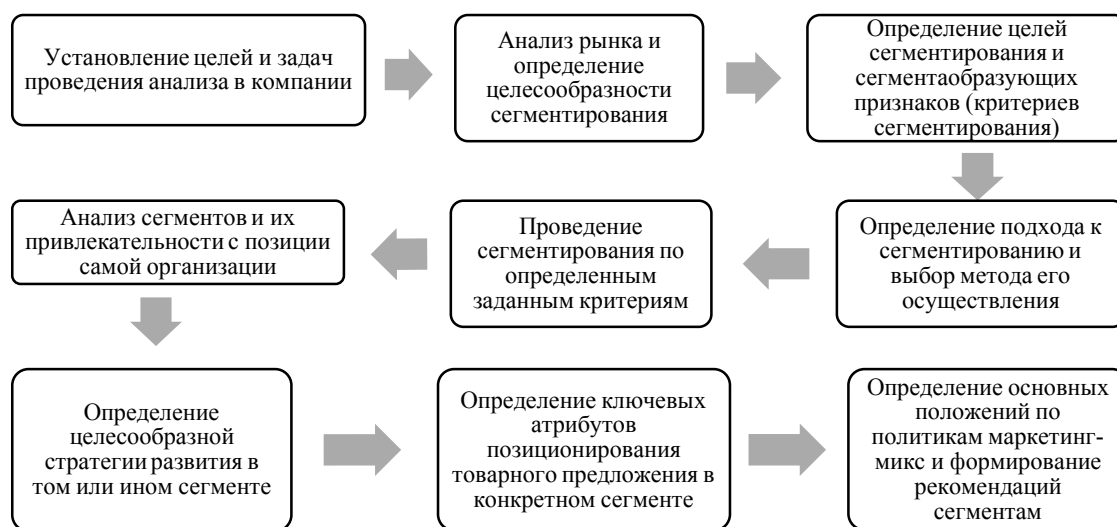 Установление целей и задач
проведения анализа в компании
Анализ рынка и
определение
целесообразности
сегментирования
Определение целей
сегментирования и
сегментаобразующих
признаков (критериев
сегментирования)
Определение подхода к
сегментированию и
выбор метода его
осуществления
Проведение
сегментирования по
определенным
заданным критериям
Анализ сегментов и их
привлекательности с позиции
самой организации
Определение
целесообразной
стратегии развития в
том или ином сегменте
Определение ключевых
атрибутов
позиционирования
товарного предложения в
конкретном сегменте
Определение основных
положений по
политикам маркетинг-
микс и формирование
рекомендаций
сегментам